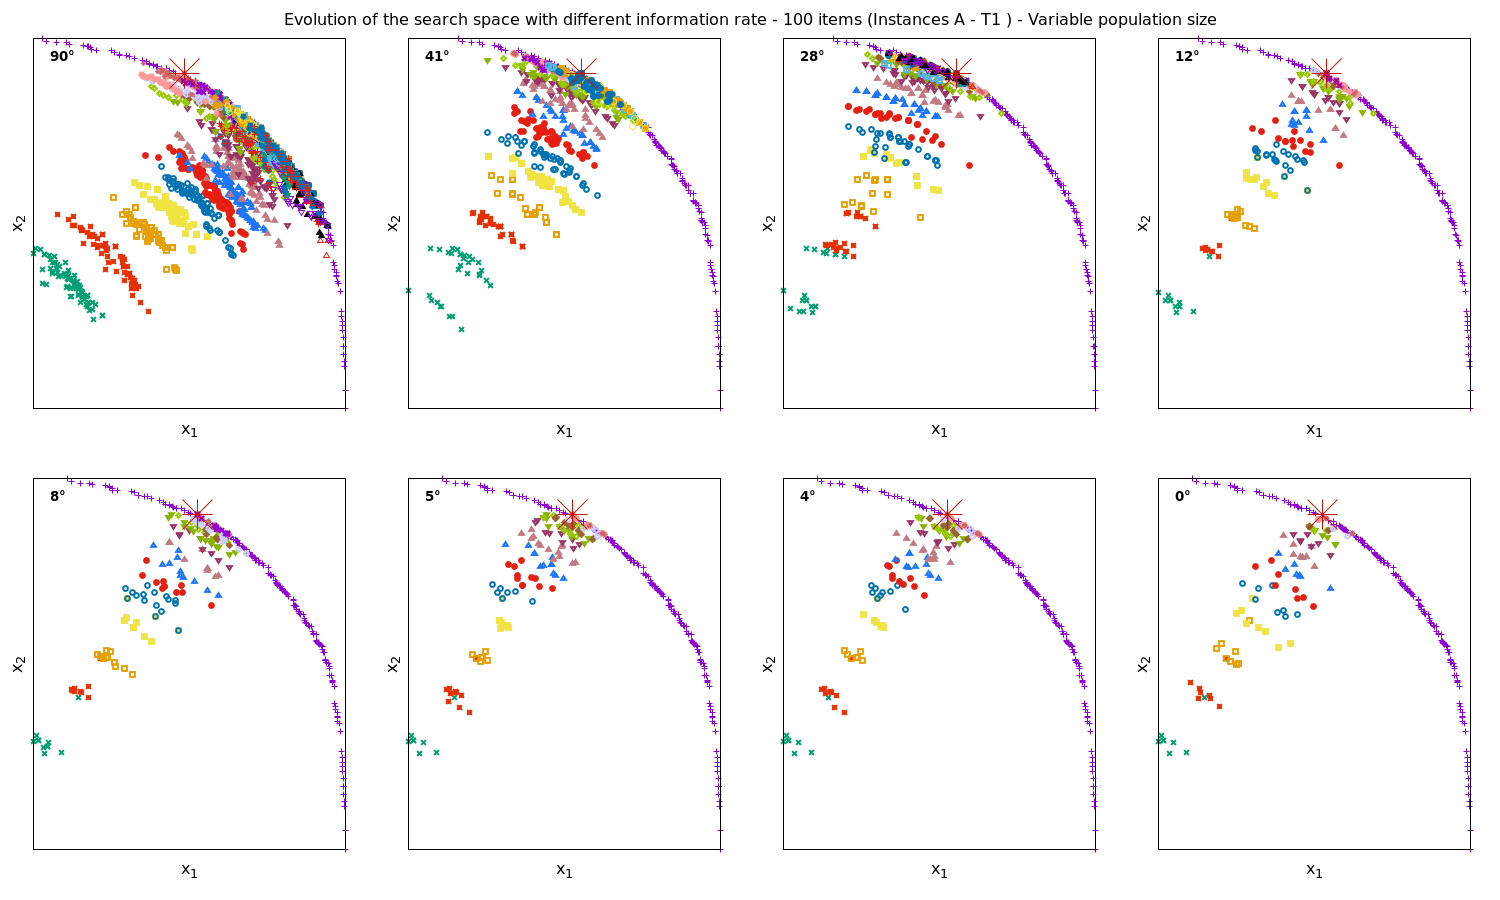 Evolution of the search space with different information rate - 100 items (Instances A - T1 ) - Variable population size
90°
41°
28°
12°
x2
x2
x2
x2
x1
x1
x1
x1
8°
5°
4°
0°
x2
x2
x2
x2
x1
x1
x1
x1